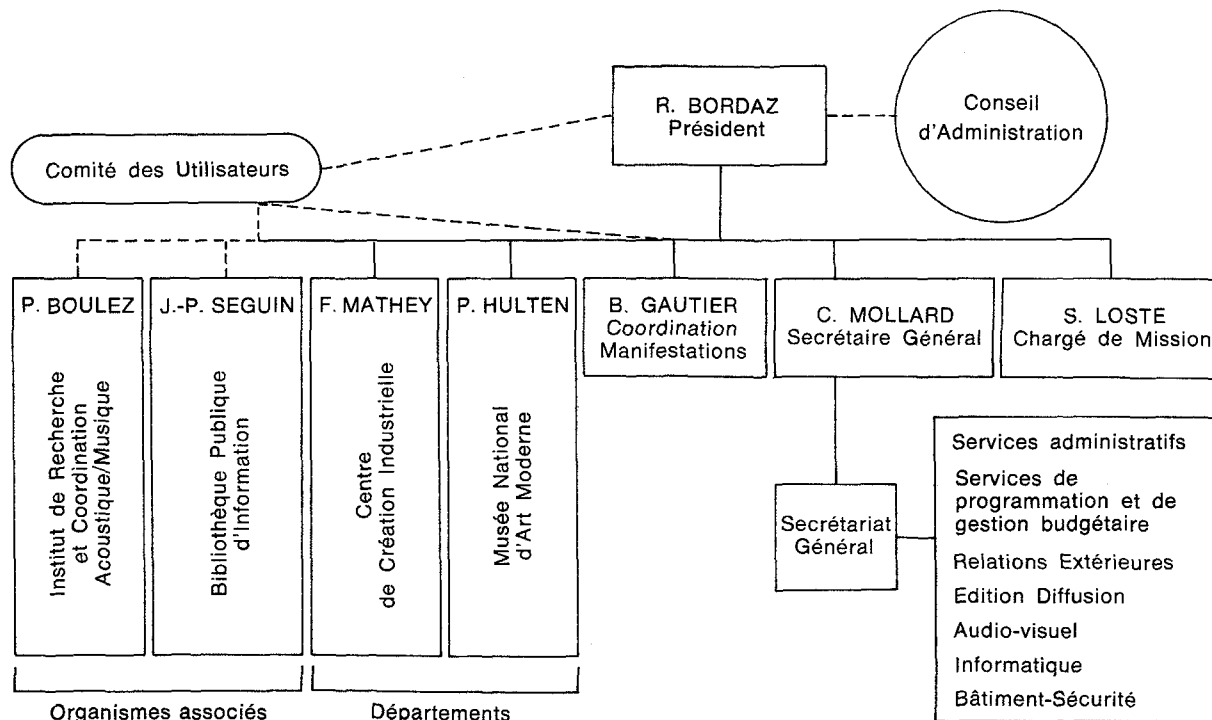 R. BORDAZ
Président
Conseil
d'Administration
Comité des Utilisateurs
P. BOULEZ
Institut de Recherche
et Coordination
Acoustique/Musique
J.-P. SEGUIN
Bibliothèque Publique
d'Information
F. MATHEY
Centre
de Création Industrielle
P. HULTEN
Musée National
d'Art Moderne
B. GAUTIER
Coordination
Manifestations
C. MOLLARD
Secrétaire Général
S. LOSTE
Chargé de Mission
Secrétariat
Général
Services administratifs
Services de
programmation et de
gestion budgétaire
Relations Extérieures
Edition Diffusion
Audio-visuel
Informatique
Bâtiment-Sécurité
Organismes associés
Départements